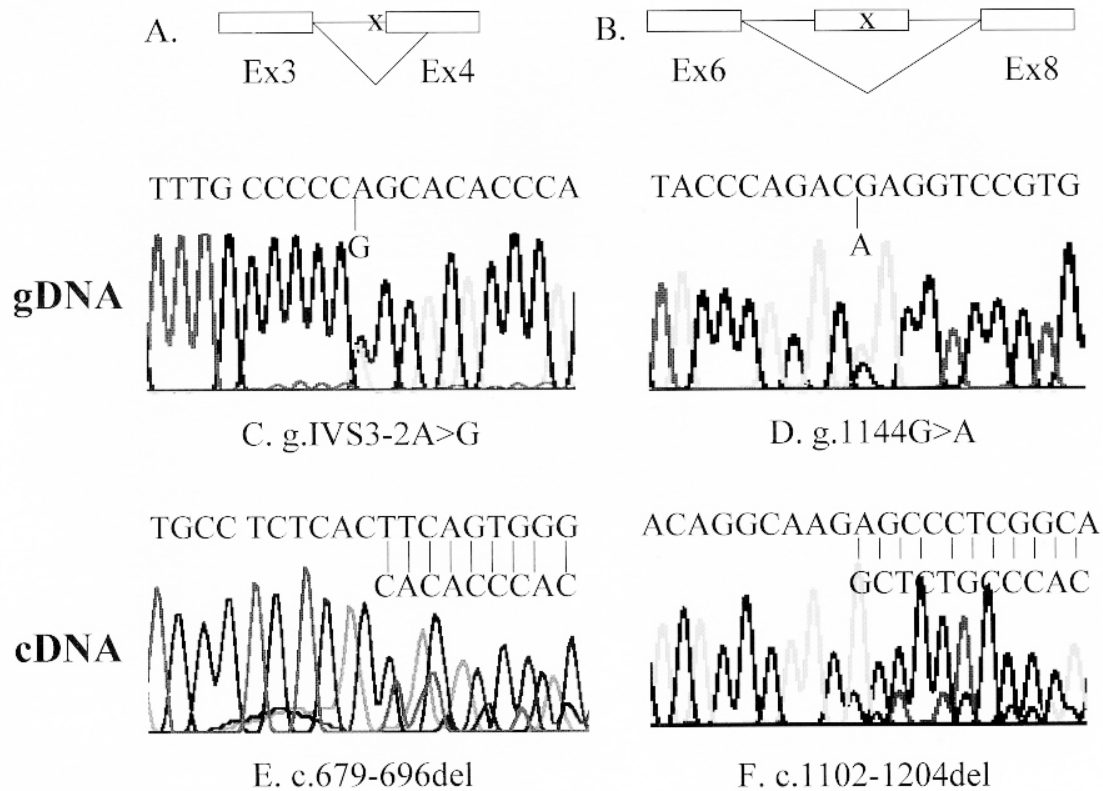 A.
x
Ex3
Ex4
B.
x
Ex6
Ex8
gDNA
TTTG CCCCCAGCACACCCA
G
C. g.IVS3-2A>G
TACCCAGACGAGGTCCGTG
A
D. g.1144G>A
cDNA
TGCC TCTCACTTCAGTGGG
CACACCCAC
E. c.679-696del
ACAGGCAAGAGCCCTCGGCA
GCTCTGCCCAC
F. c.1102-1204del